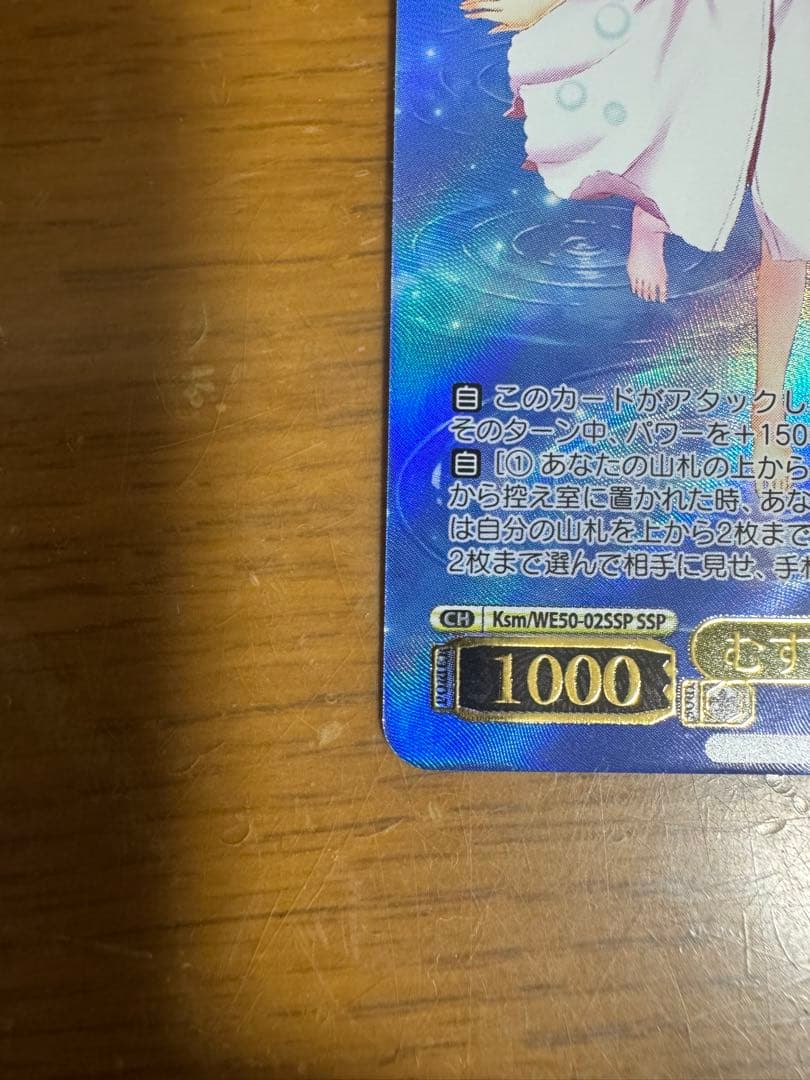 自 このカードがアタックし
そのターン中、パワーを+150
自 [① あなたの山札の上から
から控え室に置かれた時、あな
は自分の山札を上から2枚まで
2枚まで選んで相手に見せ、手札
CH Ksm/WE50-02SSP SSP
POWER 1000 SOUL むす